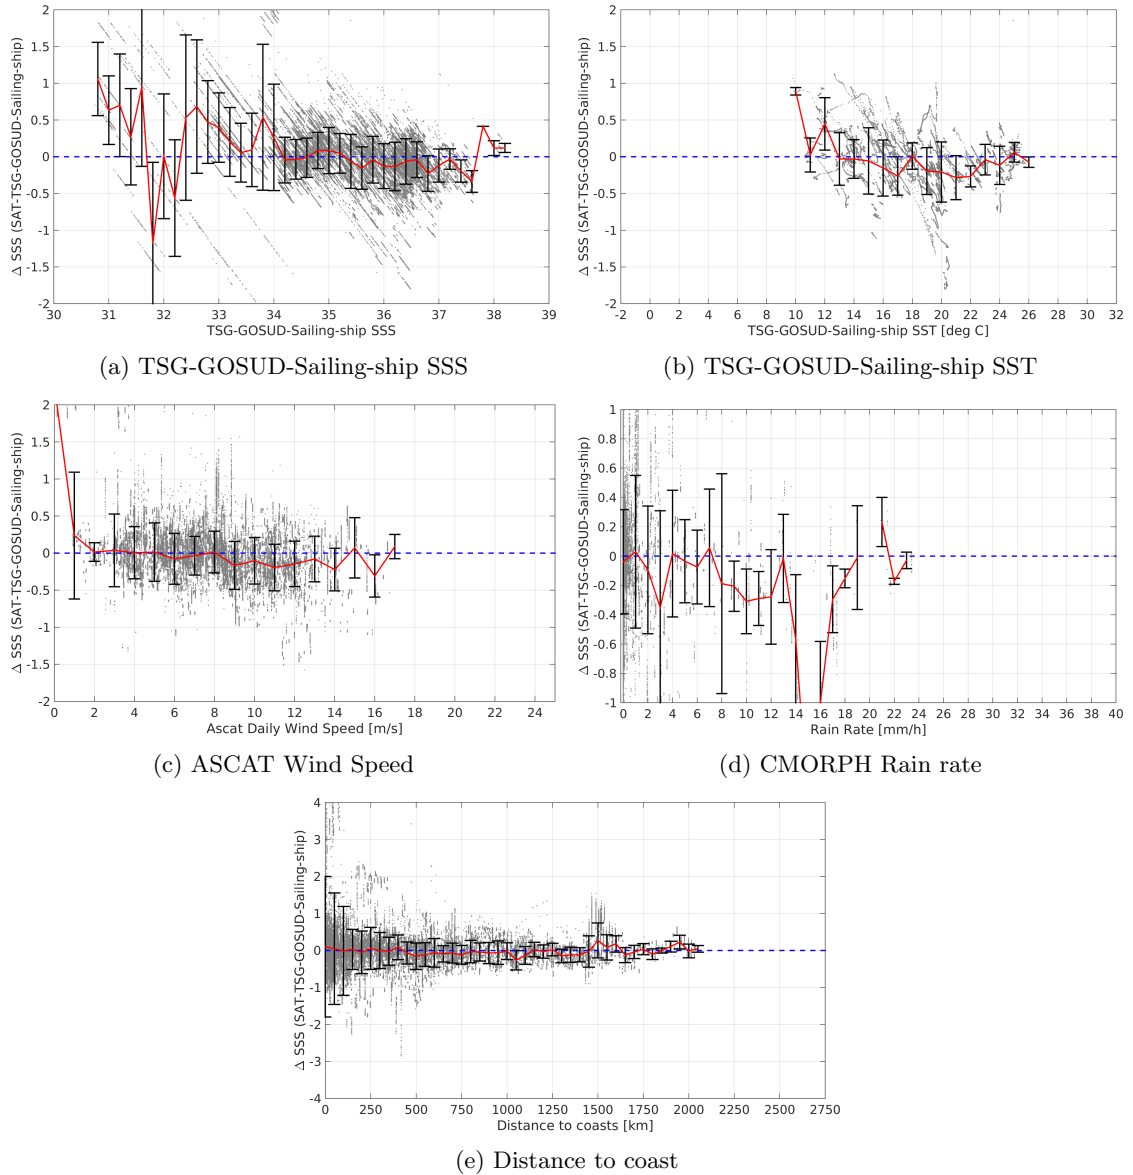 2
1.5
1
0.5
0
-0.5
-1
-1.5
-2
Δ SSS (SAT-TSG-GOSUD-Sailing-ship)
30 31 32 33 34 35 36 37 38 39
TSG-GOSUD-Sailing-ship SSS
(a) TSG-GOSUD-Sailing-ship SSS
2
1.5
1
0.5
0
-0.5
-1
-1.5
-2
Δ SSS (SAT-TSG-GOSUD-Sailing-ship)
-2 0 2 4 6 8 10 12 14 16 18 20 22 24 26 28 30 32
TSG-GOSUD-Sailing-ship SST [deg C]
(b) TSG-GOSUD-Sailing-ship SST
2
1.5
1
0.5
0
-0.5
-1
-1.5
-2
Δ SSS (SAT-TSG-GOSUD-Sailing-ship)
0 2 4 6 8 10 12 14 16 18 20 22 24
Ascat Daily Wind Speed [m/s]
(c) ASCAT Wind Speed
1
0.8
0.6
0.4
0.2
0
-0.2
-0.4
-0.6
-0.8
-1
Δ SSS (SAT-TSG-GOSUD-Sailing-ship)
0 2 4 6 8 10 12 14 16 18 20 22 24 26 28 30 32 34 36 38 40
Rain Rate [mm/h]
(d) CMORPH Rain rate
4
3
2
1
0
-1
-2
-3
-4
Δ SSS (SAT-TSG-GOSUD-Sailing-ship)
0 250 500 750 1000 1250 1500 1750 2000 2250 2500 2750
Distance to coasts [km]
(e) Distance to coast